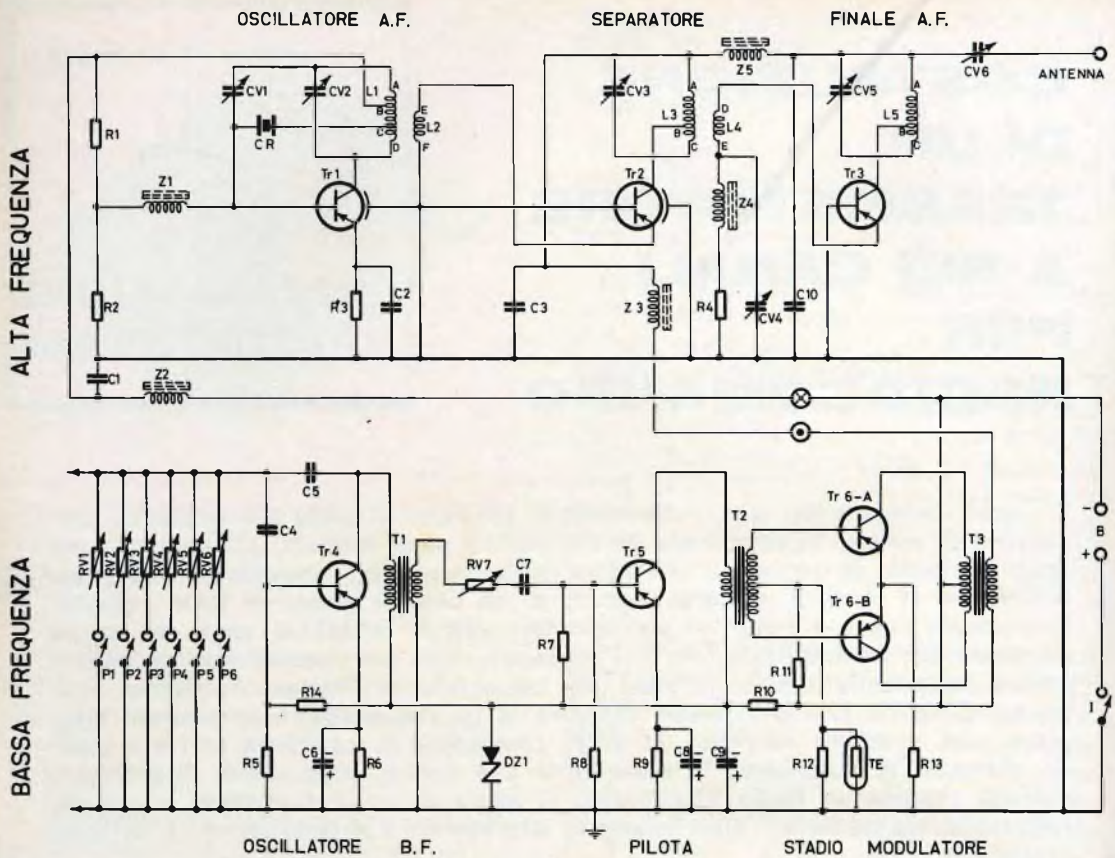 OSCILLATORE A.F. SEPARATORE FINALE A.F.
ALTA FREQUENZA
BASSA FREQUENZA
CV1 CV2 L1 A B C D E F L2
CR
R1
Z1
Tr1
R2
R3 C2
C1 Z2
CV3 L3 A B C D E L4
Z5
CV5 L5 A B C
CV6
ANTENNA
Tr2
Z4
Tr3
C3
Z3
R4 CV4 C10
C5
C4
RV1 RV2 RV3 RV4 RV5 RV6
P1 P2 P3 P4 P5 P6
Tr4
T1
RV7 C7
Tr5
T2
Tr 6-A
Tr 6-B
T3
- B +
I
R7
R14
R11
R10
R5
C6 + R6
DZ1
R8
R9
C8 + C9 +
R12 TE R13
OSCILLATORE B.F. PILOTA STADIO MODULATORE